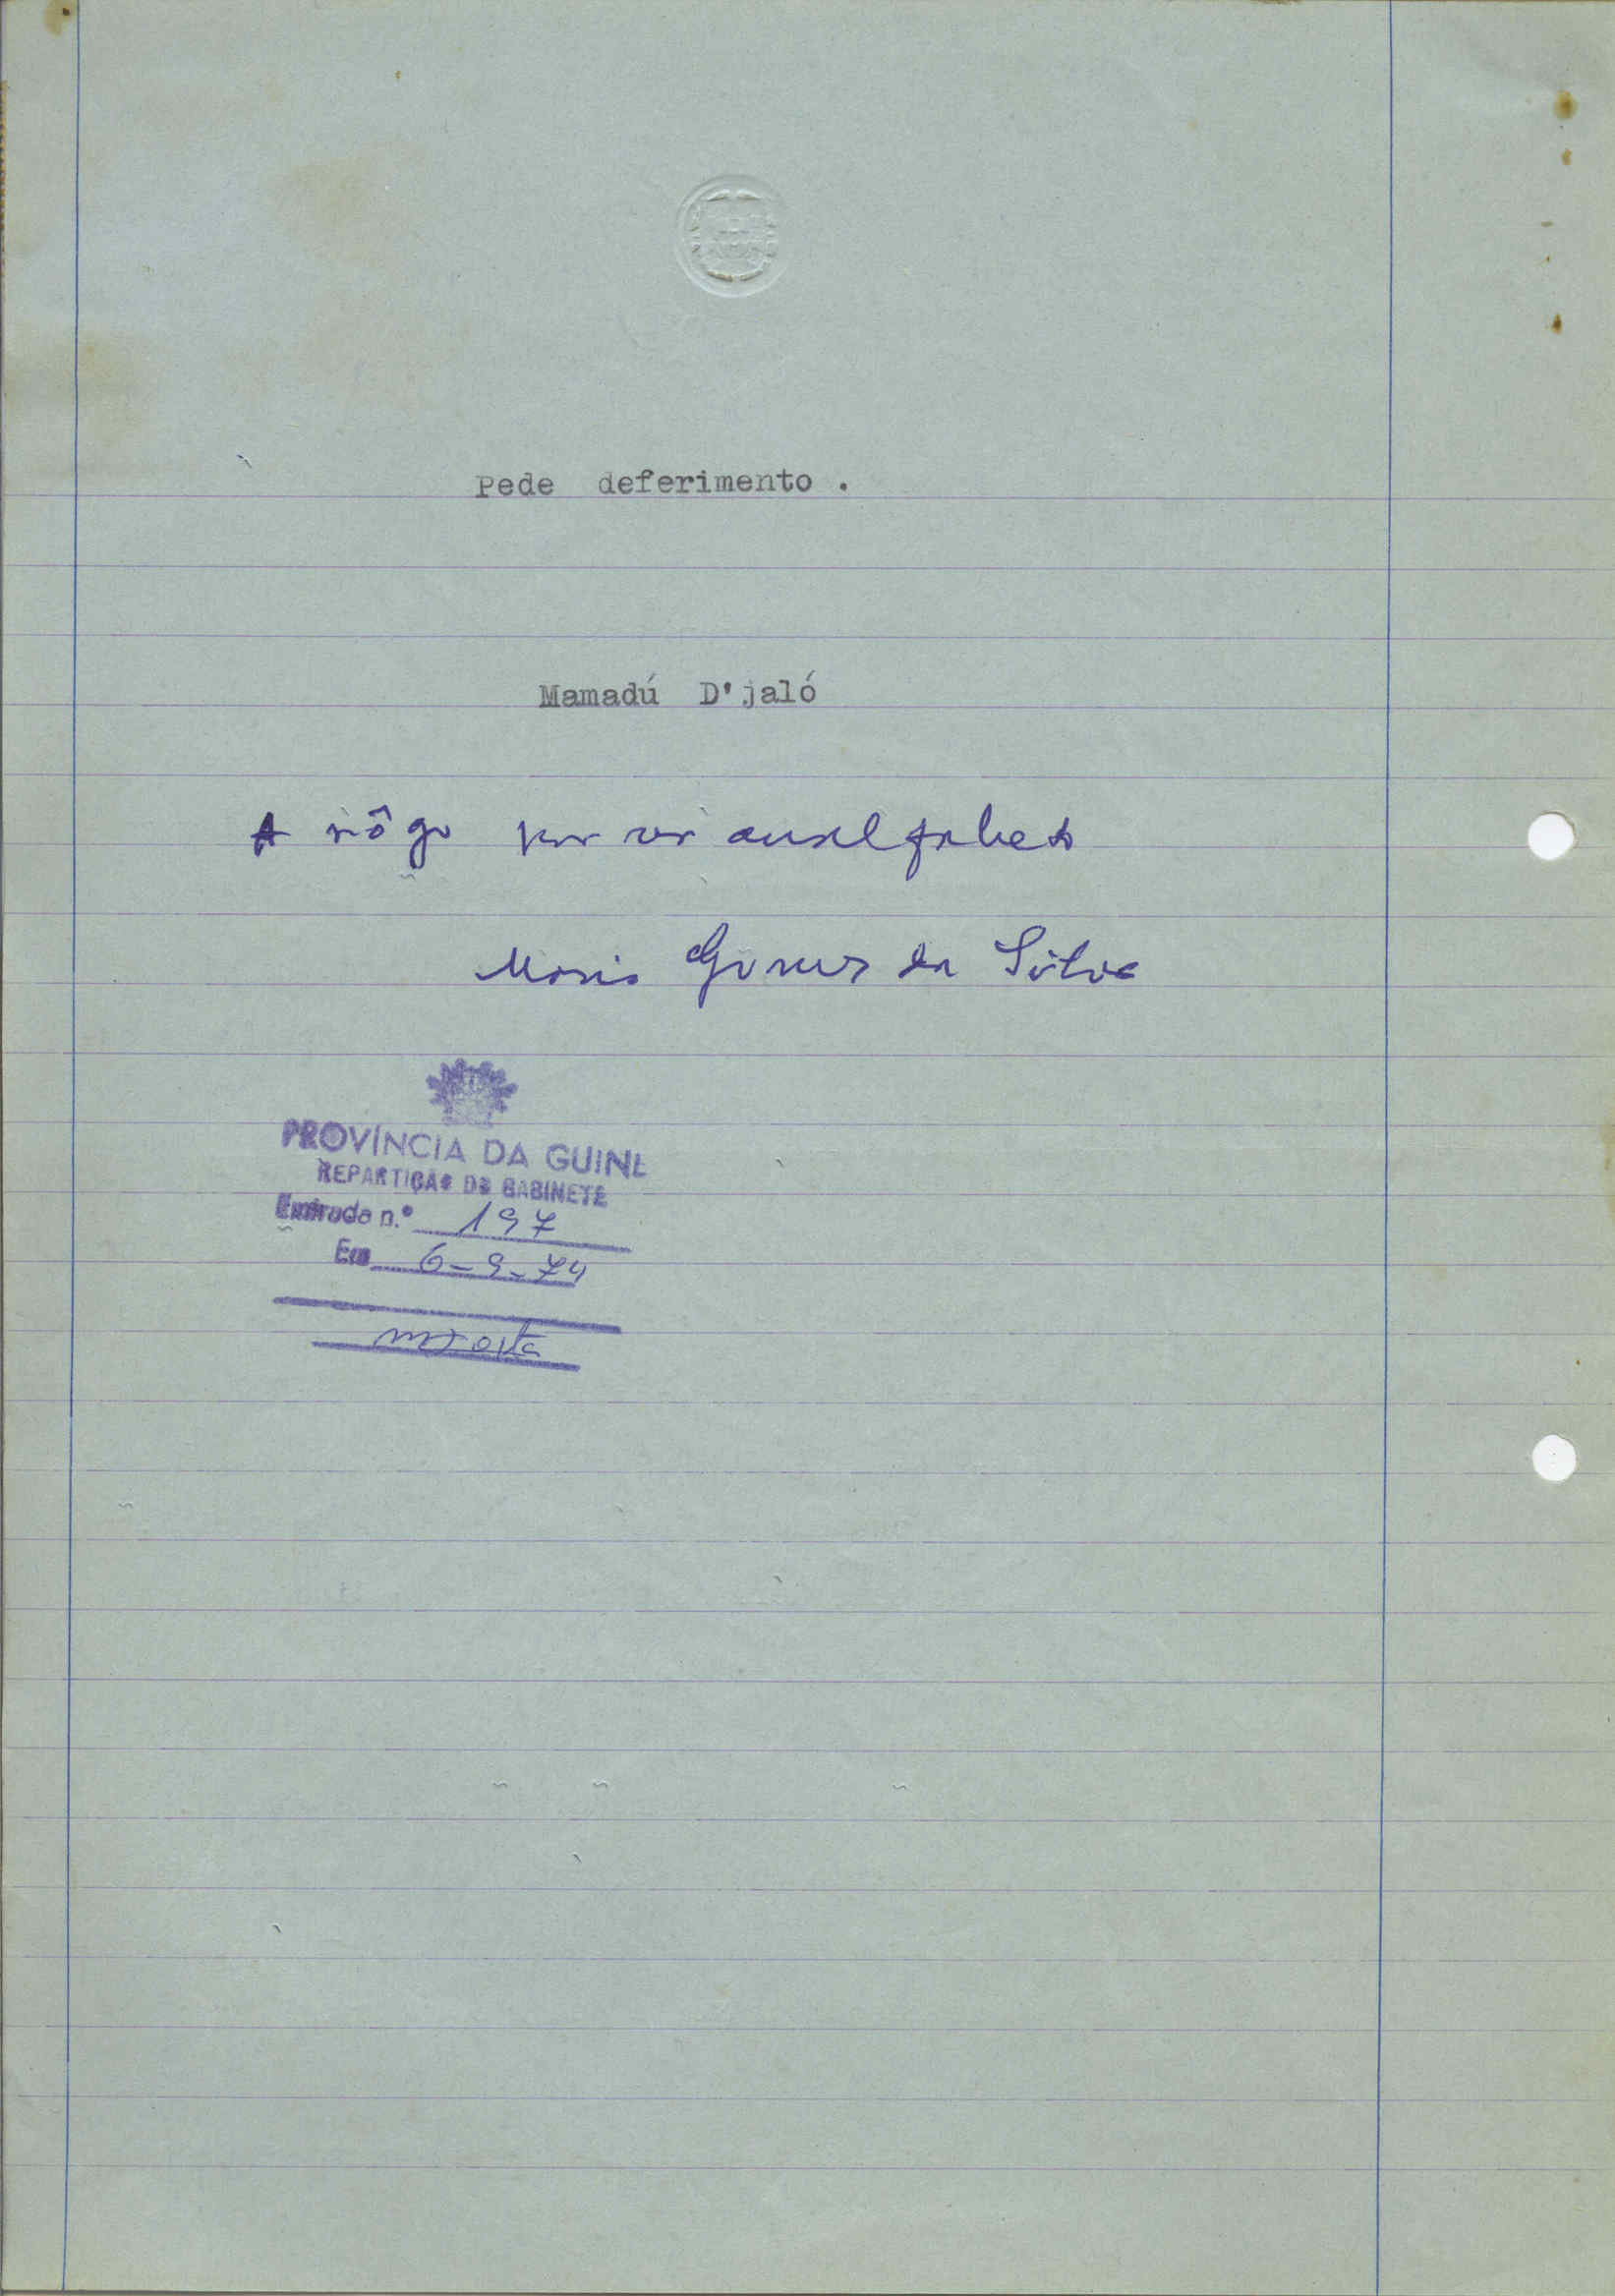 Pede deferimento .
Mamadú D'jaló
A rôgo por ser analfabeto
Mario Gomes da Silva
PROVÍNCIA DA GUINÉ
REPARTIÇÃO DO GABINETE
Entrada n.º 197
Em 6-9-74